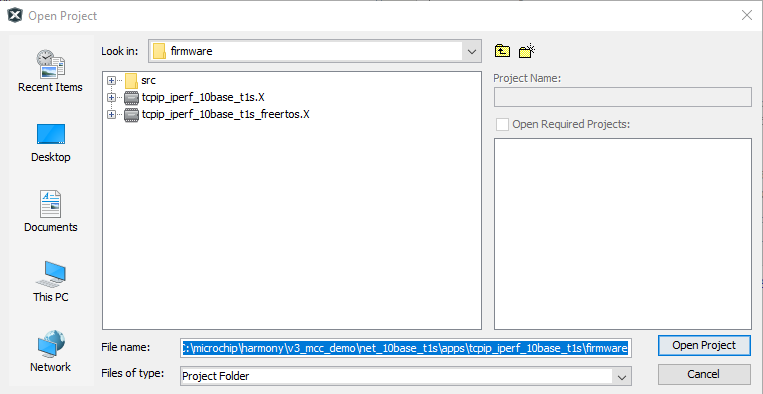 Open Project
Look in:
firmware
Recent Items
Desktop
Documents
This PC
Network
src
tcpip_iperf_10base_t1s.X
tcpip_iperf_10base_t1s_freertos.X
Project Name:
Open Required Projects:
File name:
C:\microchip\harmony\v3_mcc_demo\net_10base_t1s\apps\tcpip_iperf_10base_t1s\firmware
Open Project
Files of type:
Project Folder
Cancel